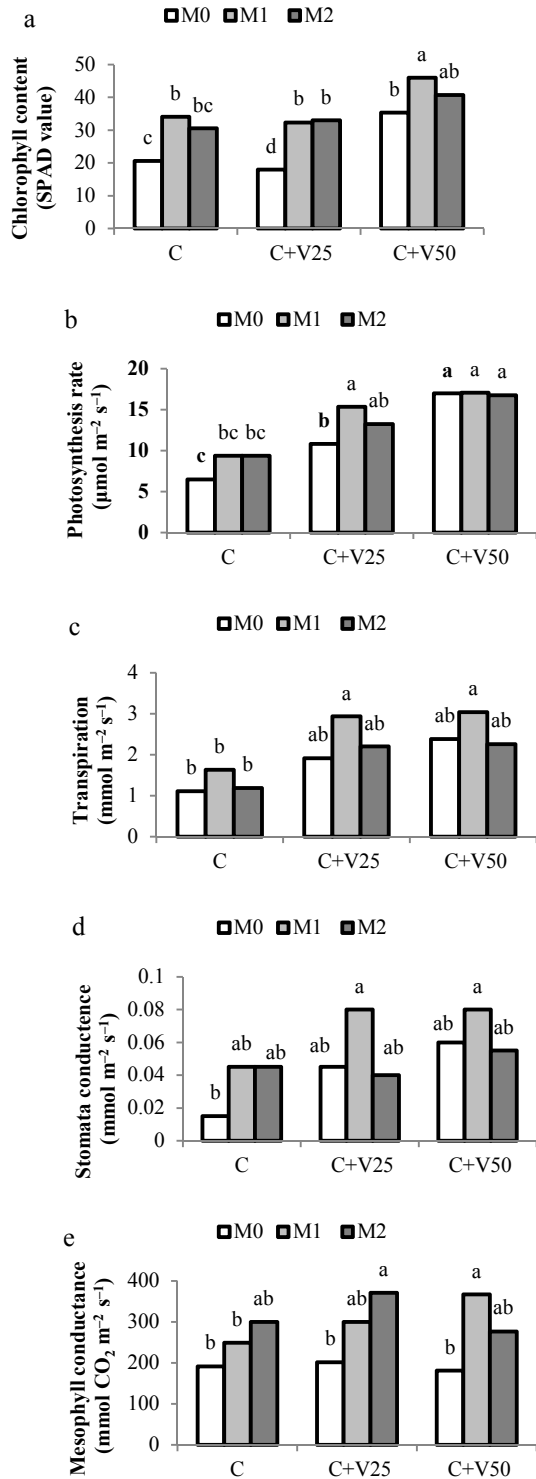 a
M0 M1 M2
Chlorophyll content
(SPAD value)
50
40
30
20
10
0
c b bc d b b b a ab
C C+V25 C+V50
b
M0 M1 M2
Photosynthesis rate
(µmol m⁻² s⁻¹)
20
15
10
5
0
c bc bc b a ab a a a
C C+V25 C+V50
c
M0 M1 M2
Transpiration
(mmol m⁻² s⁻¹)
4
3
2
1
0
b b b ab a ab ab a ab
C C+V25 C+V50
d
M0 M1 M2
Stomata conductence
(mmol m⁻² s⁻¹)
0.1
0.08
0.06
0.04
0.02
0
b ab ab ab a ab ab a ab
C C+V25 C+V50
e
M0 M1 M2
Mesophyll conductance
(mmol CO₂ m⁻² s⁻¹)
400
300
200
100
0
b b ab b ab a b a ab
C C+V25 C+V50